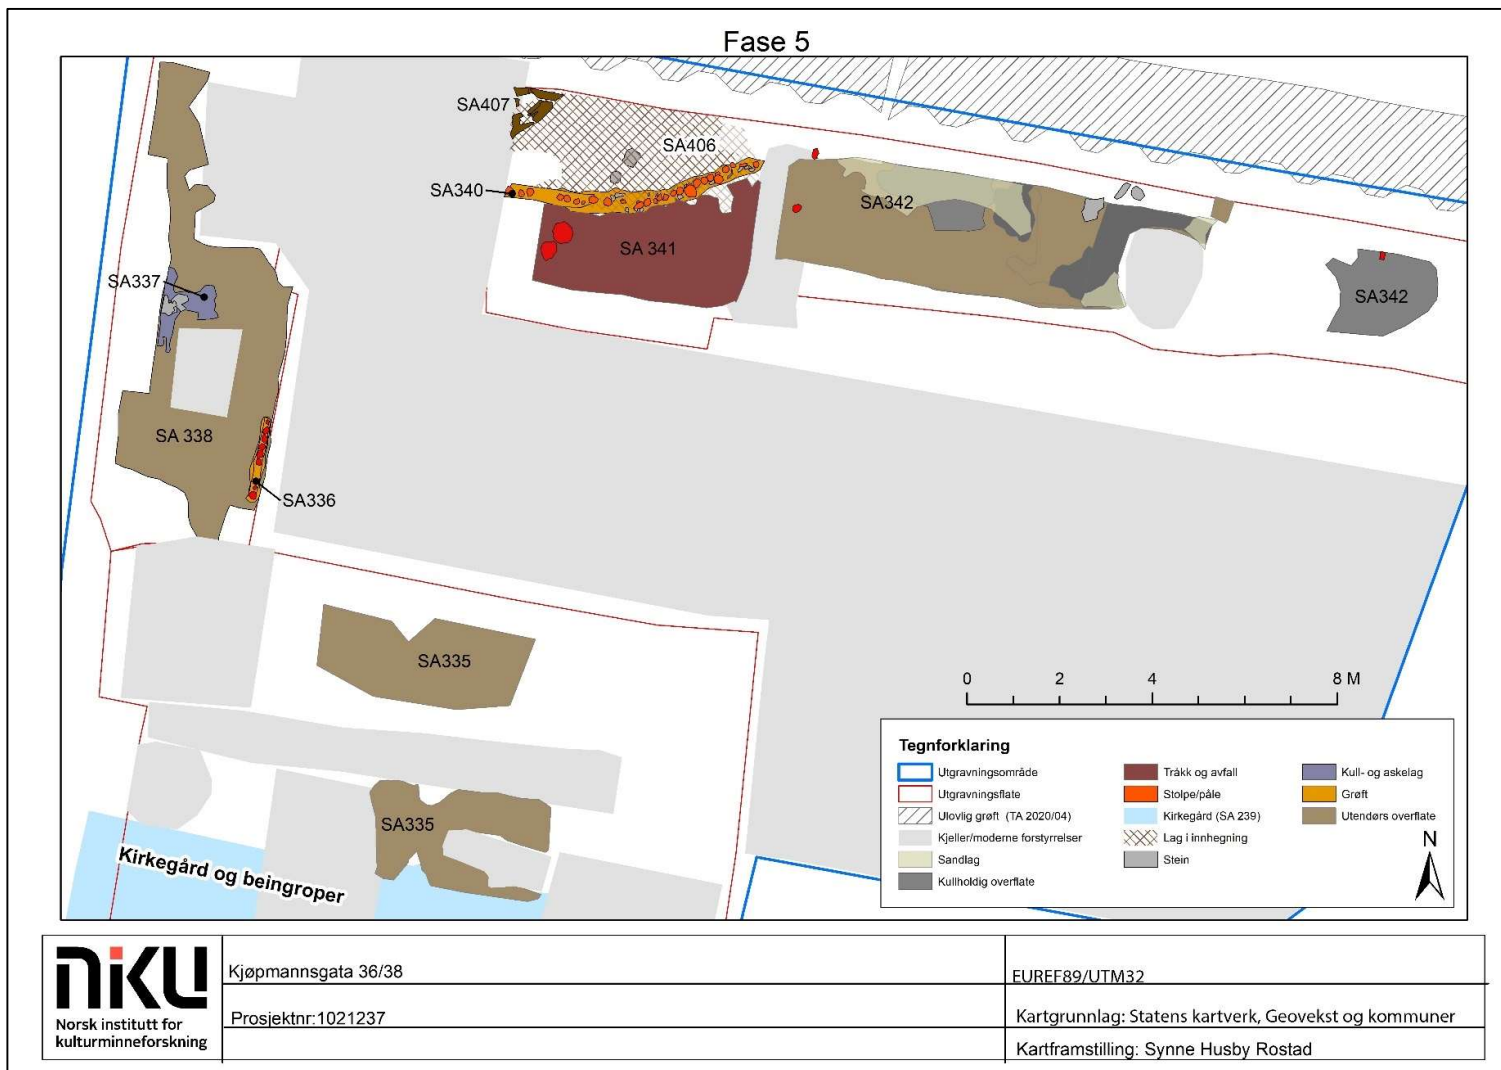 Fase 5
SA407
SA406
SA340
SA342
SA 341
SA337
SA342
SA 338
SA336
SA335
0 2 4 8 M
SA335
Kirkegård og beingroper
Tegnforklaring
Utgravningsområde
Utgravningsflate
Ulovlig grøft (TA 2020/04)
Kjeller/moderne forstyrrelser
Sandlag
Kullholdig overflate
Tråkk og avfall
Stolpe/påle
Kirkegård (SA 239)
Lag i innhegning
Stein
Kull- og askelag
Grøft
Utendørs overflate
N
NIKU
Norsk institutt for
kulturminneforskning
Kjøpmannsgata 36/38
Prosjektnr:1021237
EUREF89/UTM32
Kartgrunnlag: Statens kartverk, Geovekst og kommuner
Kartframstilling: Synne Husby Rostad